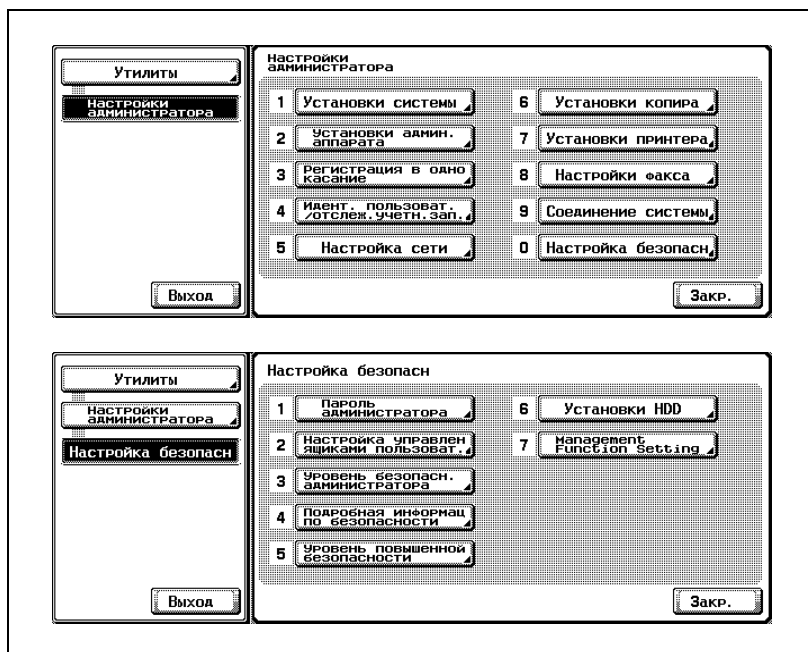 Утилиты
Настройки
администратора
Выход
Настройки
администратора
1 Установки системы
2 Установки админ.
аппарата
3 Регистрация в одно
касание
4 Идент. пользоват.
/отслеж.учетн.зап.
5 Настройка сети
6 Установки копира
7 Установки принтера
8 Настройки факса
9 Соединение системы
0 Настройка безопасн
Закр.
Утилиты
Настройки
администратора
Настройка безопасн
Выход
Настройка безопасн
1 Пароль
администратора
2 Настройка управлен
ящиками пользоват.
3 Уровень безопасн.
администратора
4 Подробная информац
по безопасности
5 Уровень повышенной
безопасности
6 Установки HDD
7 Management
Function Setting
Закр.